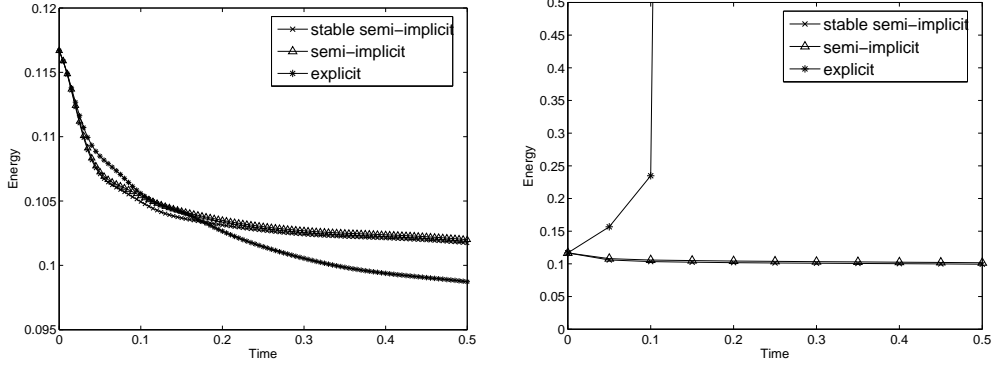 0.12
0.115
0.11
0.105
0.1
0.095
Energy
0 0.1 0.2 0.3 0.4 0.5
Time
stable semi−implicit
semi−implicit
explicit
0.5
0.45
0.4
0.35
0.3
0.25
0.2
0.15
0.1
0.05
0
Energy
0 0.1 0.2 0.3 0.4 0.5
Time
stable semi−implicit
semi−implicit
explicit